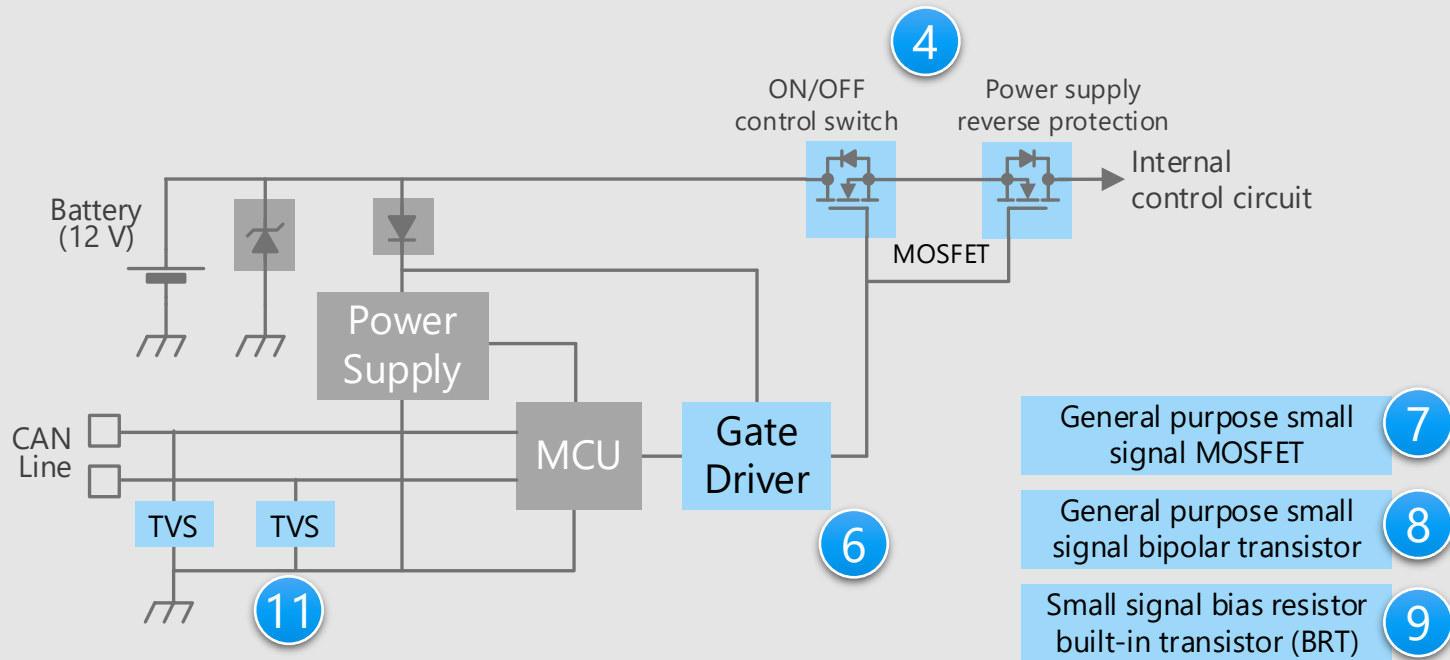 4
ON/OFF
control switch
Power supply
reverse protection
Internal
control circuit
Battery
(12 V)
MOSFET
Power
Supply
CAN
Line
MCU
Gate
Driver
TVS
TVS
11
6
General purpose small
signal MOSFET
7
General purpose small
signal bipolar transistor
8
Small signal bias resistor
built-in transistor (BRT)
9